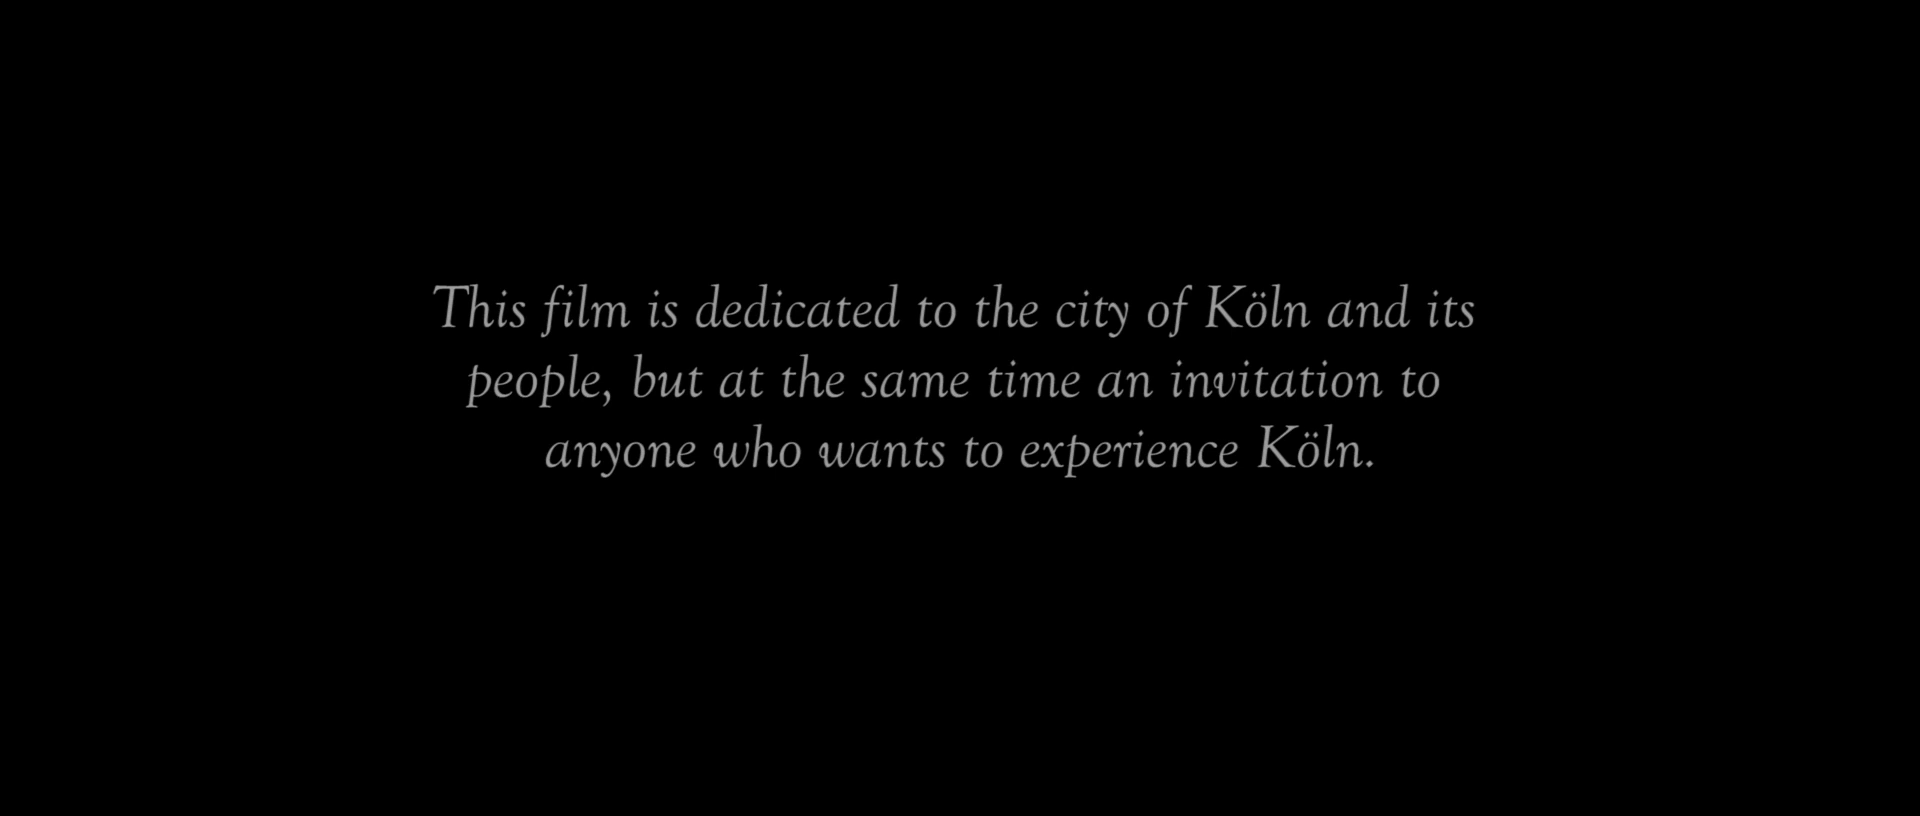 This film is dedicated to the city of Köln and its
people, but at the same time an invitation to
anyone who wants to experience Köln.